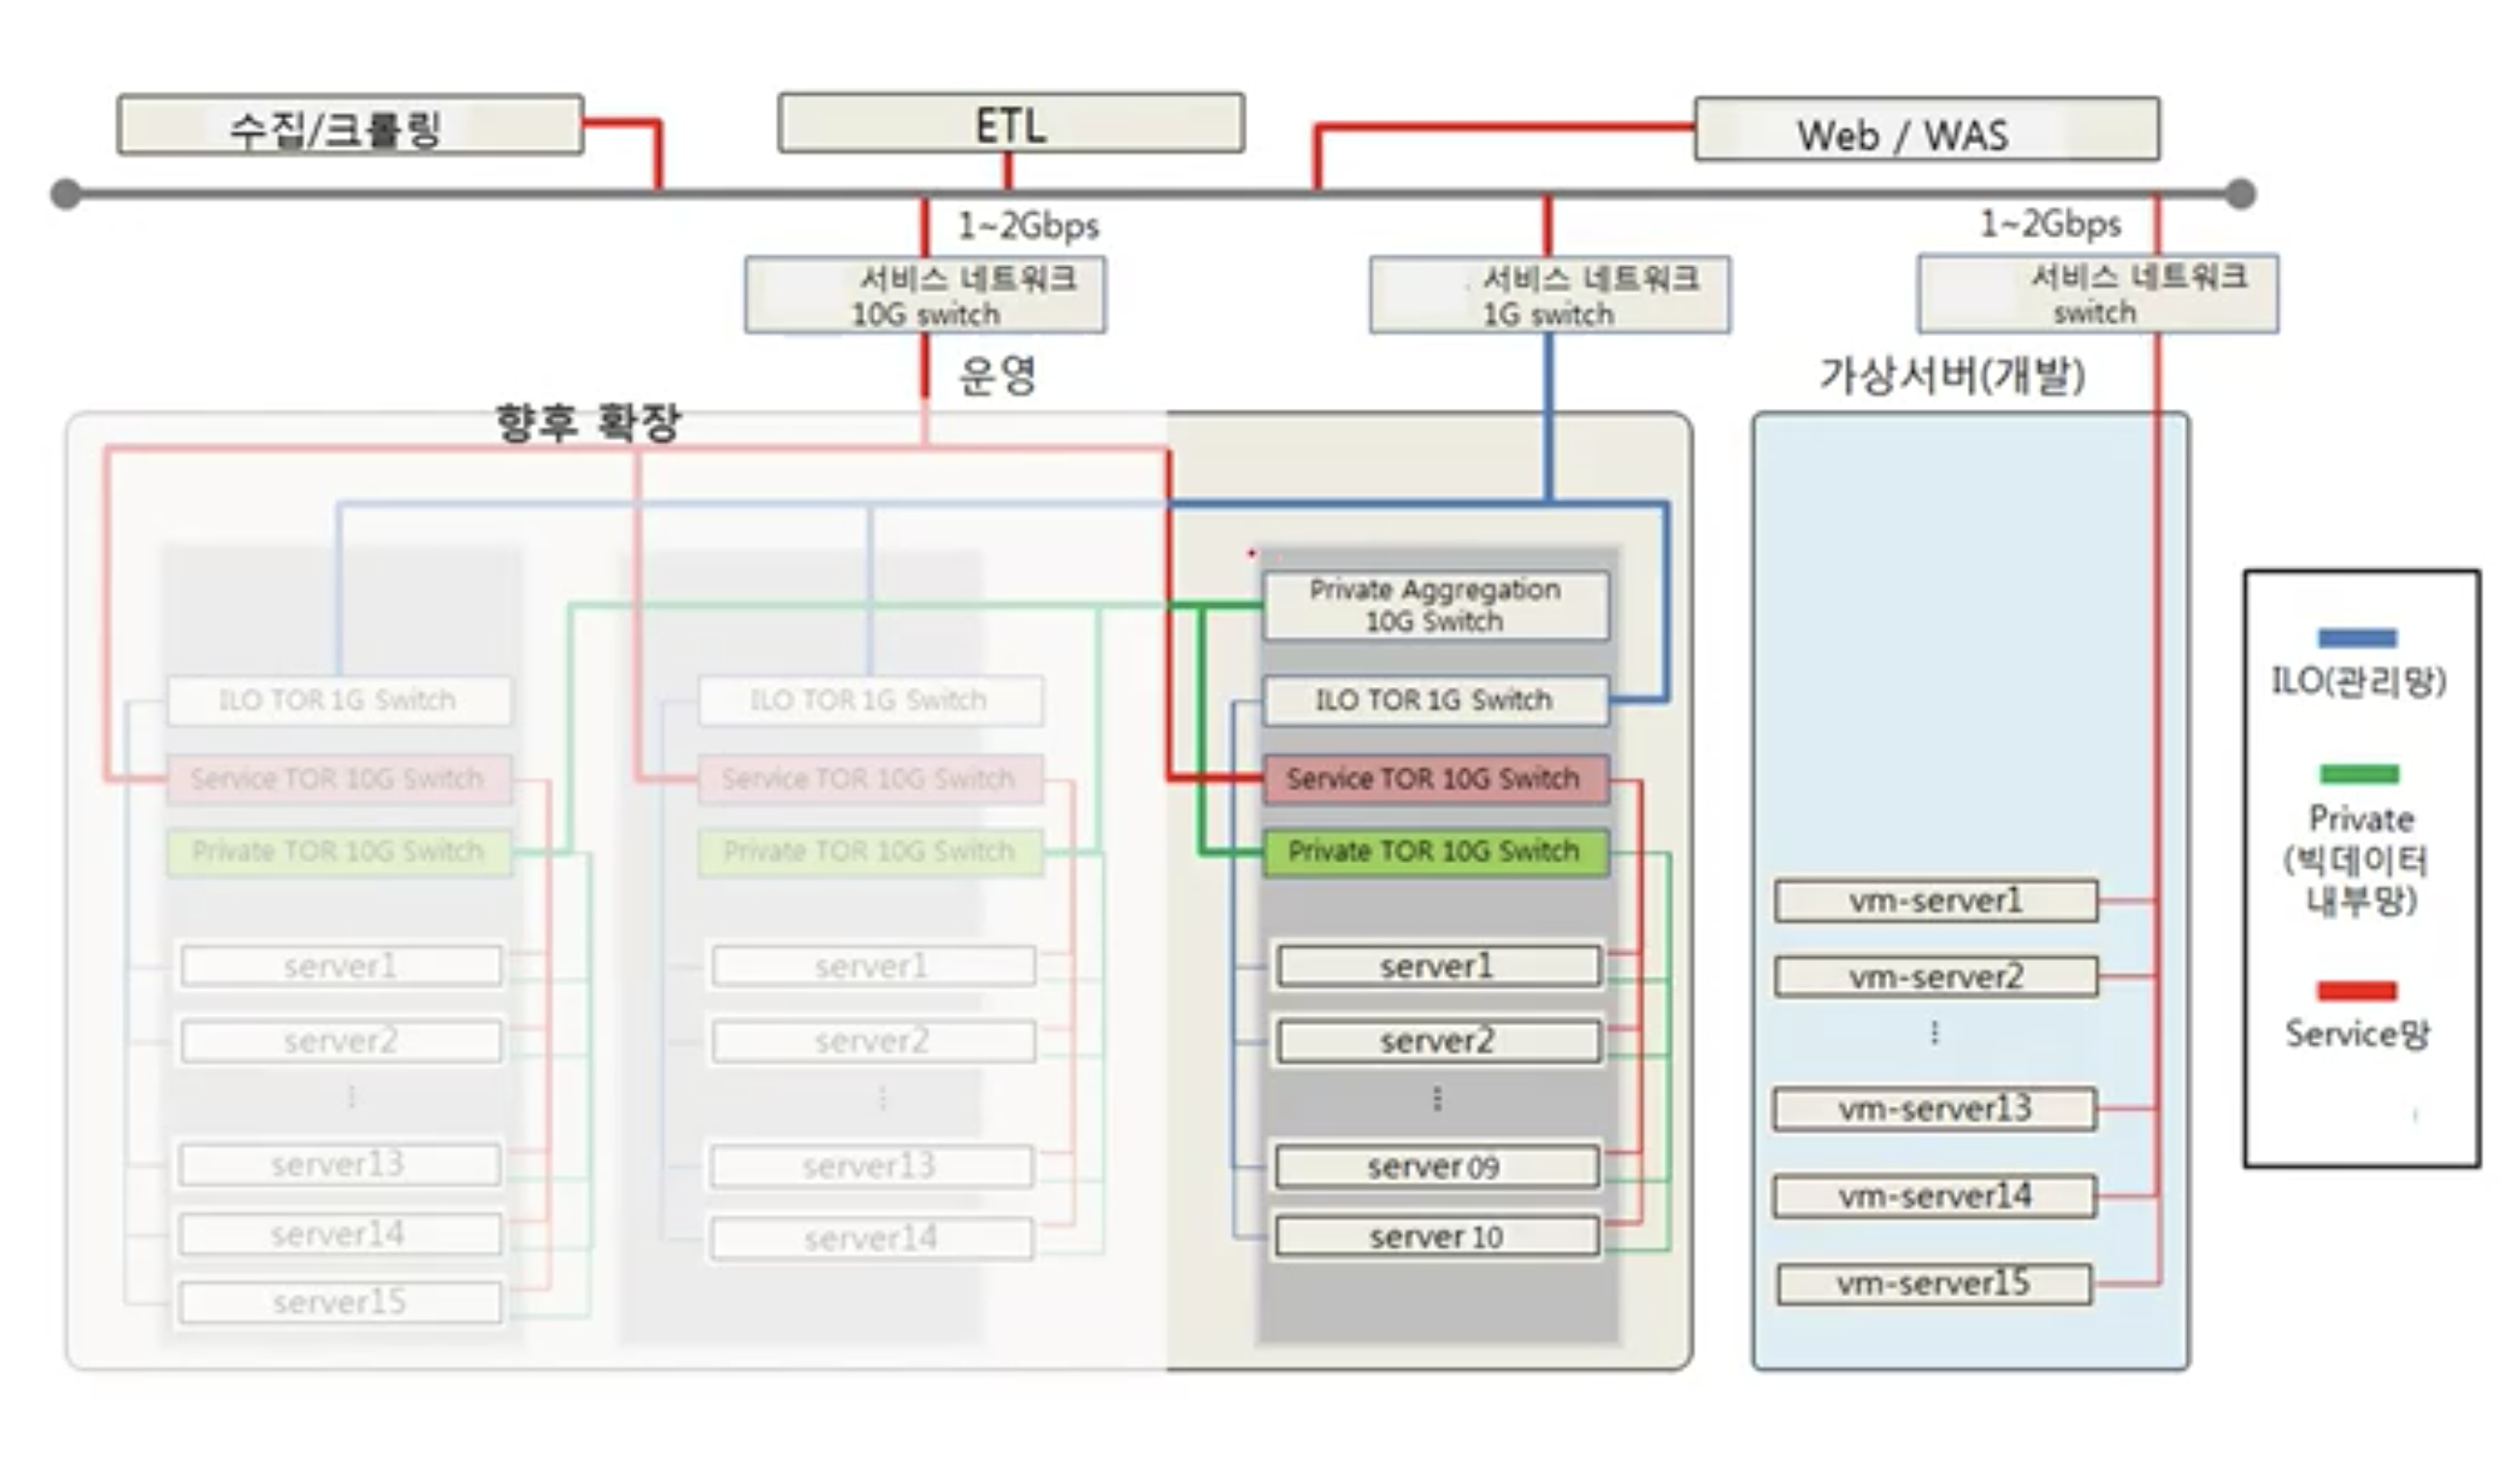 수집/크롤링
ETL
Web / WAS
1~2Gbps
1~2Gbps
서비스 네트워크
10G switch
서비스 네트워크
1G switch
서비스 네트워크
switch
운영
가상서버(개발)
향후 확장
ILO TOR 1G Switch
Service TOR 10G Switch
Private TOR 10G Switch
server1
server2
⋮
server13
server14
server15
ILO TOR 1G Switch
Service TOR 10G Switch
Private TOR 10G Switch
server1
server2
⋮
server13
server14
Private Aggregation
10G Switch
ILO TOR 1G Switch
Service TOR 10G Switch
Private TOR 10G Switch
server1
server2
⋮
server09
server10
vm-server1
vm-server2
⋮
vm-server13
vm-server14
vm-server15
ILO(관리망)
Private
(빅데이터
내부망)
Service망